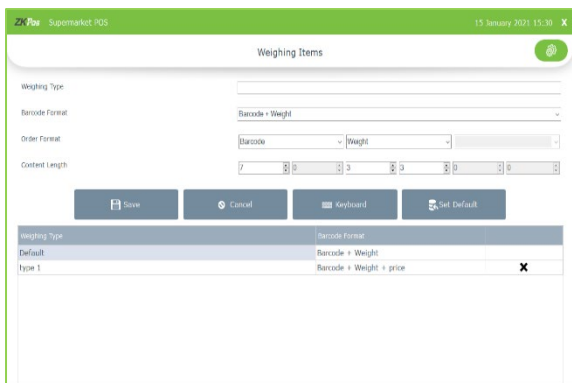 ZKPos Supermarket POS 15 January 2021 15:30 X
Weighing Items
Weighing Type
Barcode Format Barcode + Weight
Order Format Barcode Weight
Content Length 7 0 3 3 0 0
Save Cancel Keyboard Set Default
Weighing Type Barcode Format
Default Barcode + Weight
type 1 Barcode + Weight + price